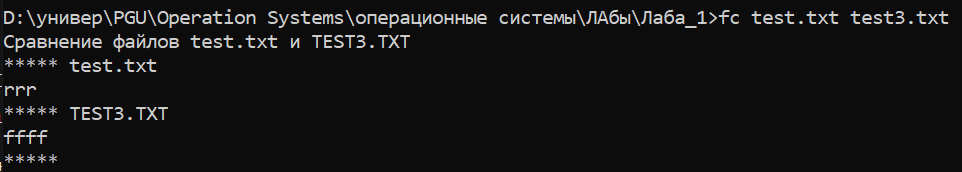 D:\универ\PGU\Operation Systems\операционные системы\ЛАбы\Лаба_1>fc test.txt test3.txt
Сравнение файлов test.txt и TEST3.TXT
***** test.txt
rrr
***** TEST3.TXT
ffff
*****